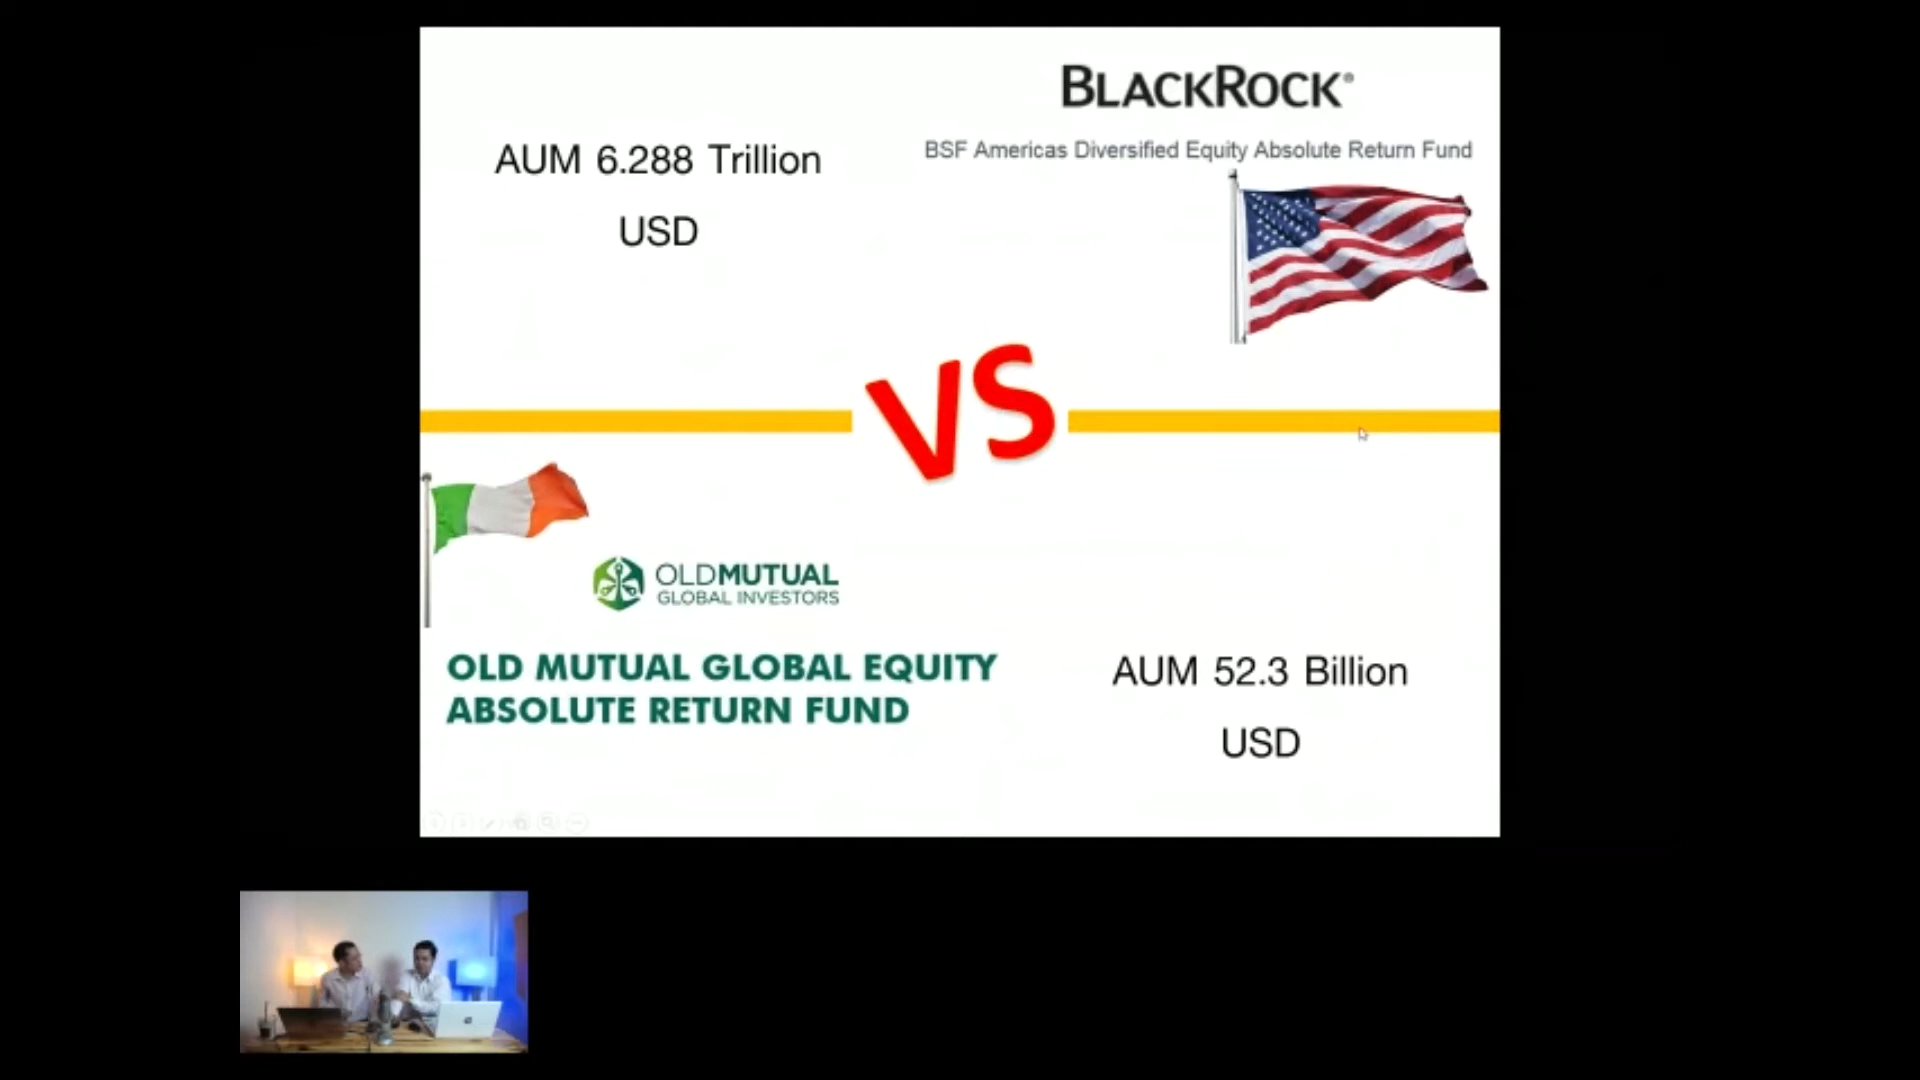 BLACKROCK®
BSF Americas Diversified Equity Absolute Return Fund
AUM 6.288 Trillion
USD
VS
OLDMUTUAL
GLOBAL INVESTORS
OLD MUTUAL GLOBAL EQUITY
ABSOLUTE RETURN FUND
AUM 52.3 Billion
USD